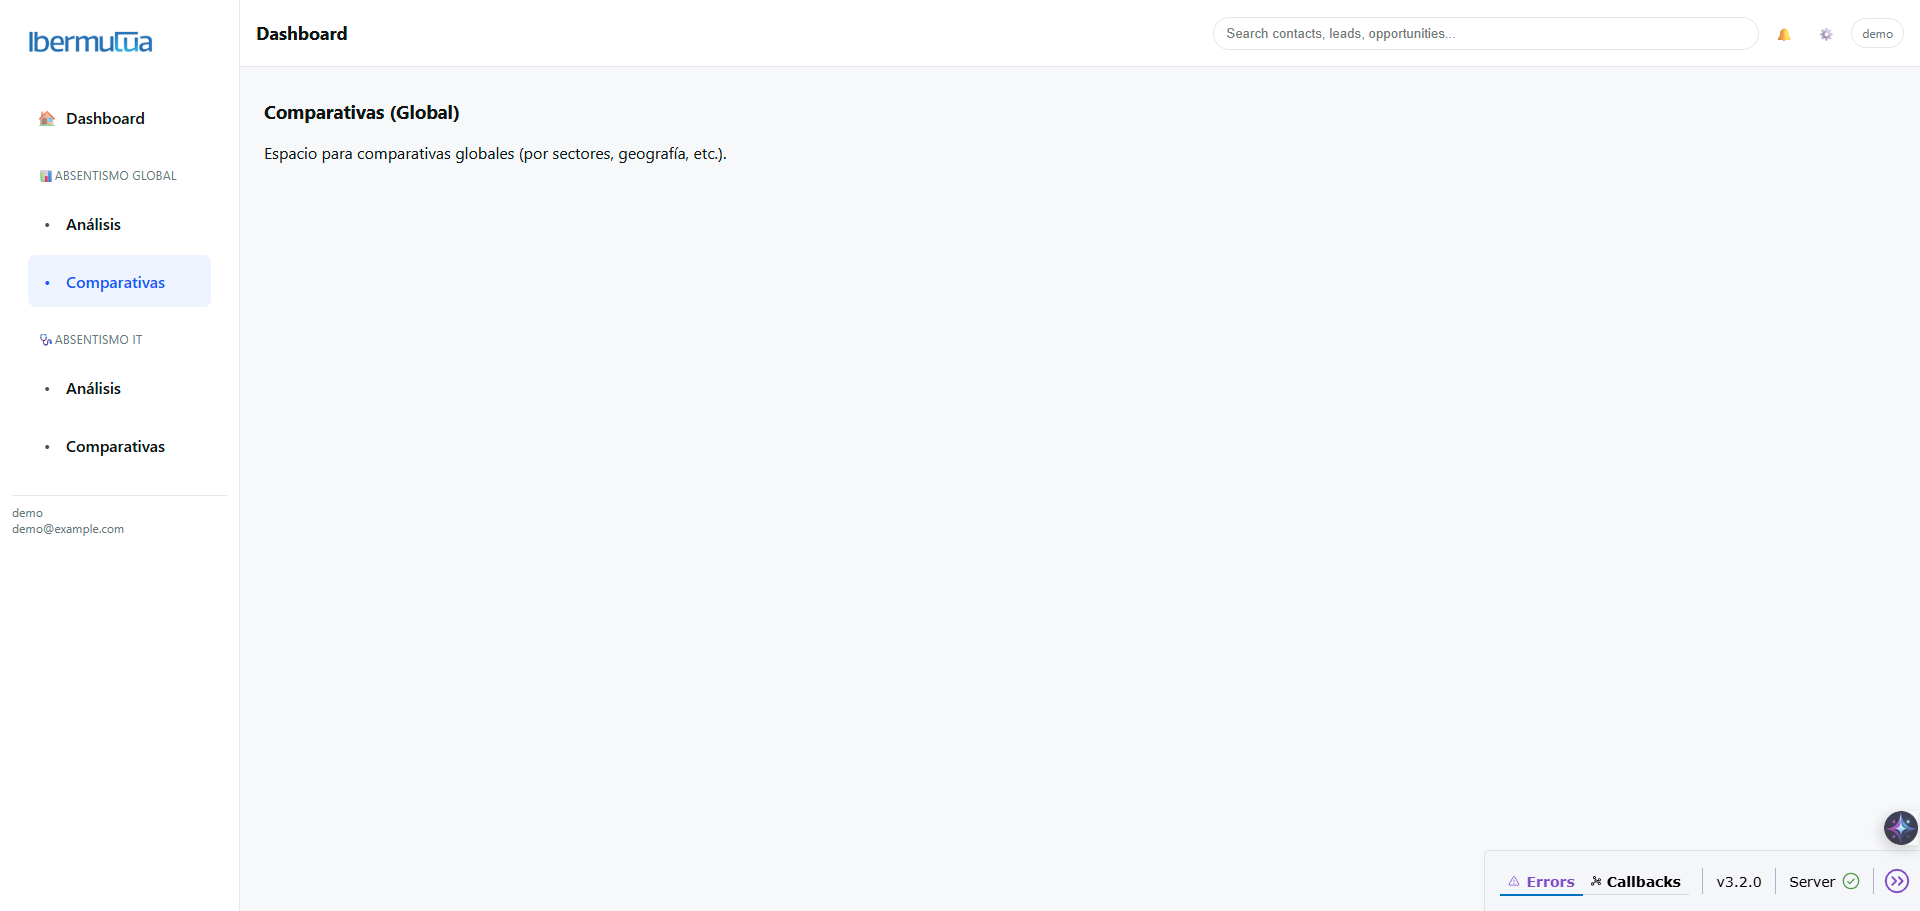 Ibermutua
Dashboard
ABSENTISMO GLOBAL
• Análisis
• Comparativas
ABSENTISMO IT
• Análisis
• Comparativas
demo
demo@example.com
Dashboard
Search contacts, leads, opportunities...
demo
Comparativas (Global)
Espacio para comparativas globales (por sectores, geografía, etc.).
Errors
Callbacks
v3.2.0
Server